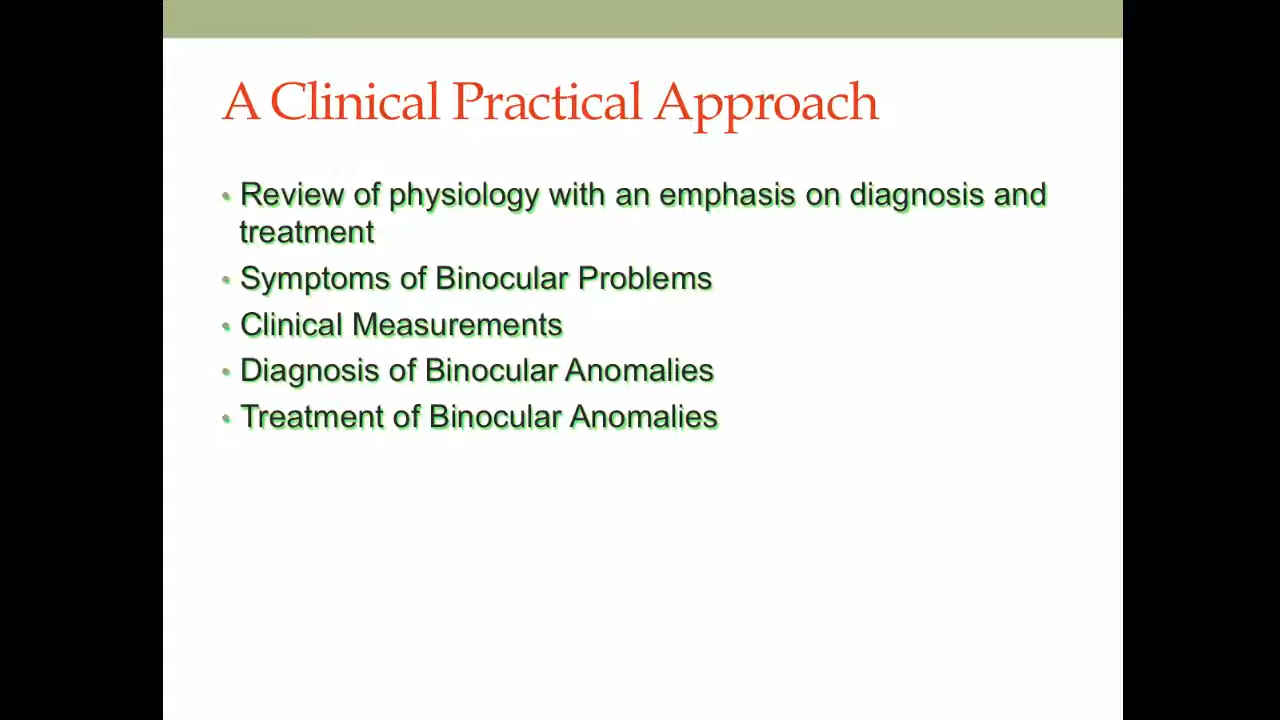 A Clinical Practical Approach
• Review of physiology with an emphasis on diagnosis and
treatment
• Symptoms of Binocular Problems
• Clinical Measurements
• Diagnosis of Binocular Anomalies
• Treatment of Binocular Anomalies